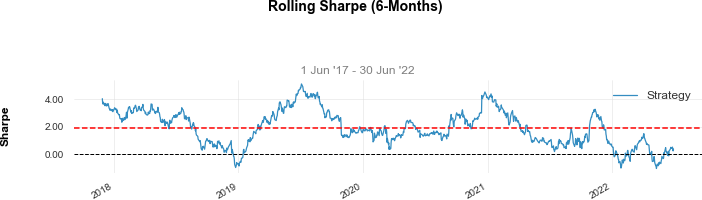 Rolling Sharpe (6-Months)
1 Jun '17 - 30 Jun '22
Sharpe
4.00
2.00
0.00
Strategy
2018
2019
2020
2021
2022